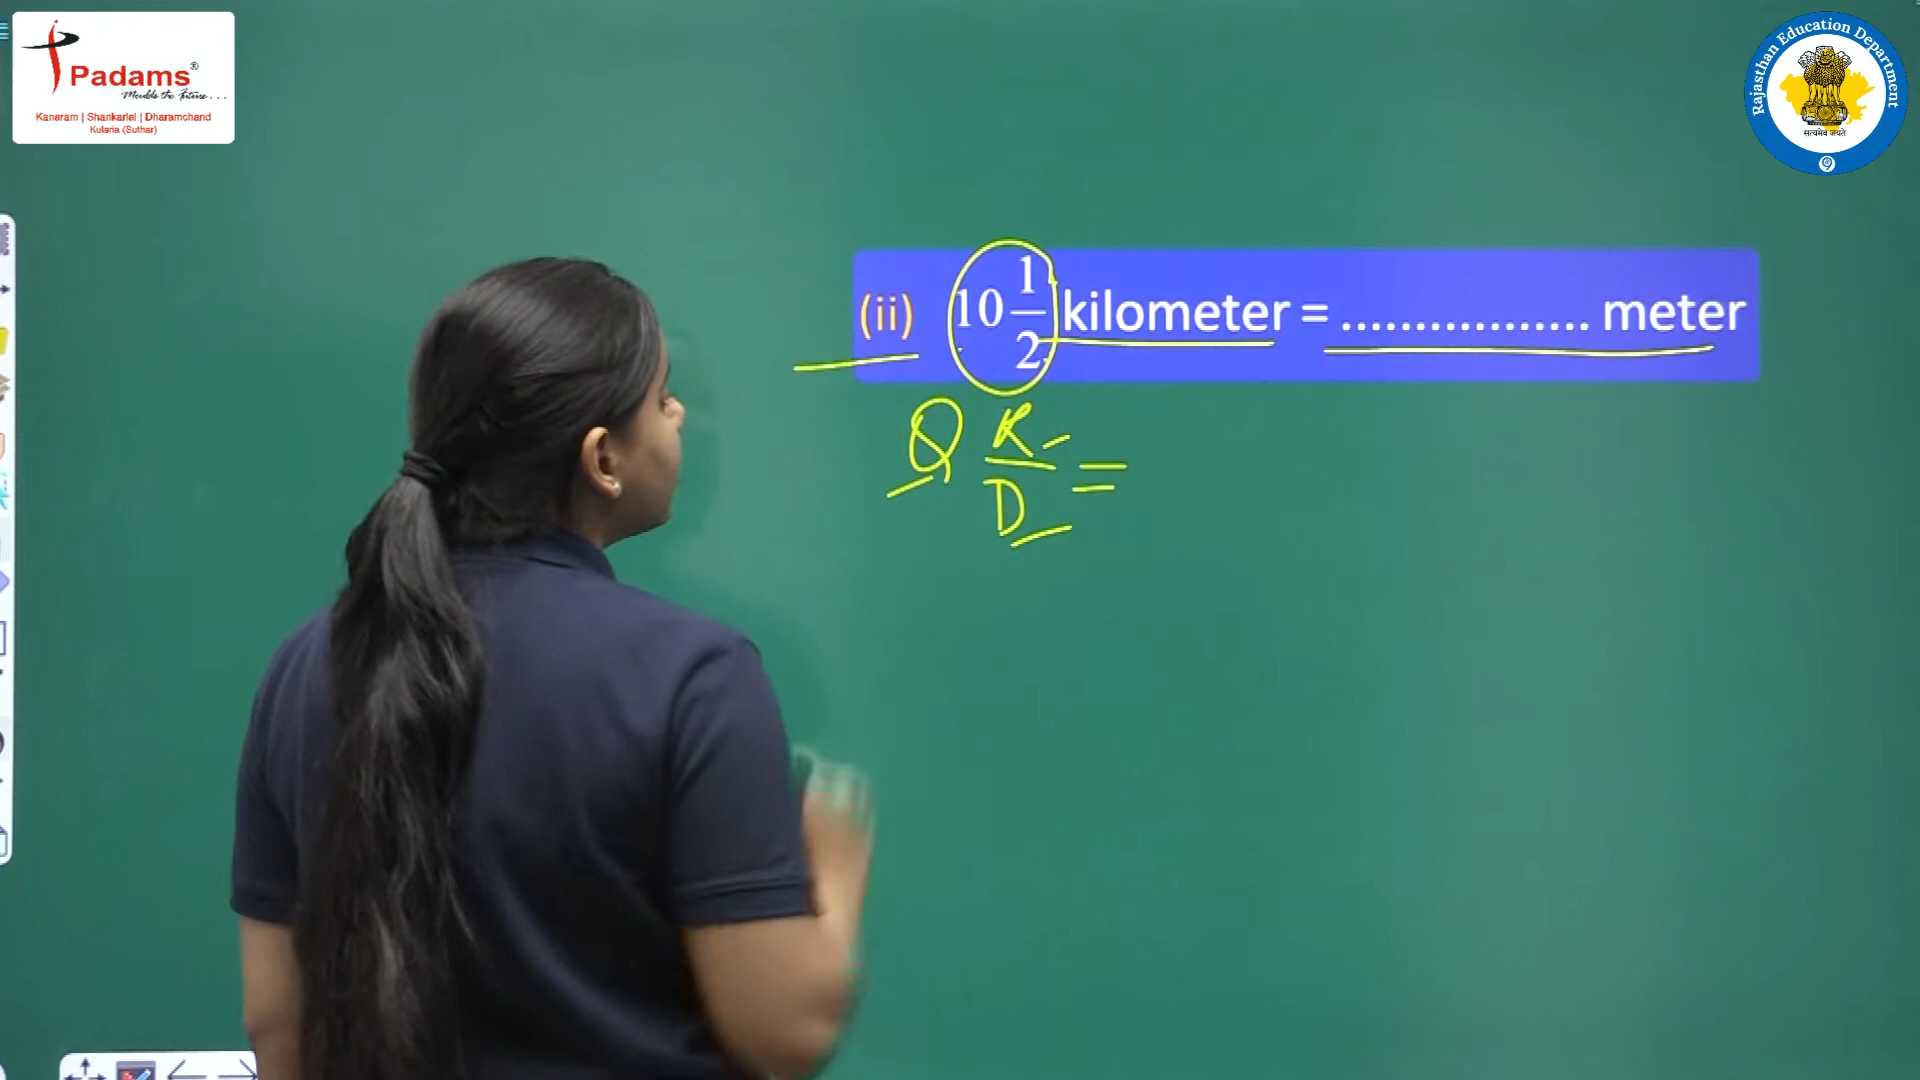 Padams®
Moulds the Future...
Kanaram | Shankarlal | Dharamchand
Kularia (Suthar)
Rajasthan Education Department
सत्यमेव जयते
(ii) 10 1/2 kilometer = ................. meter
Q R/D =